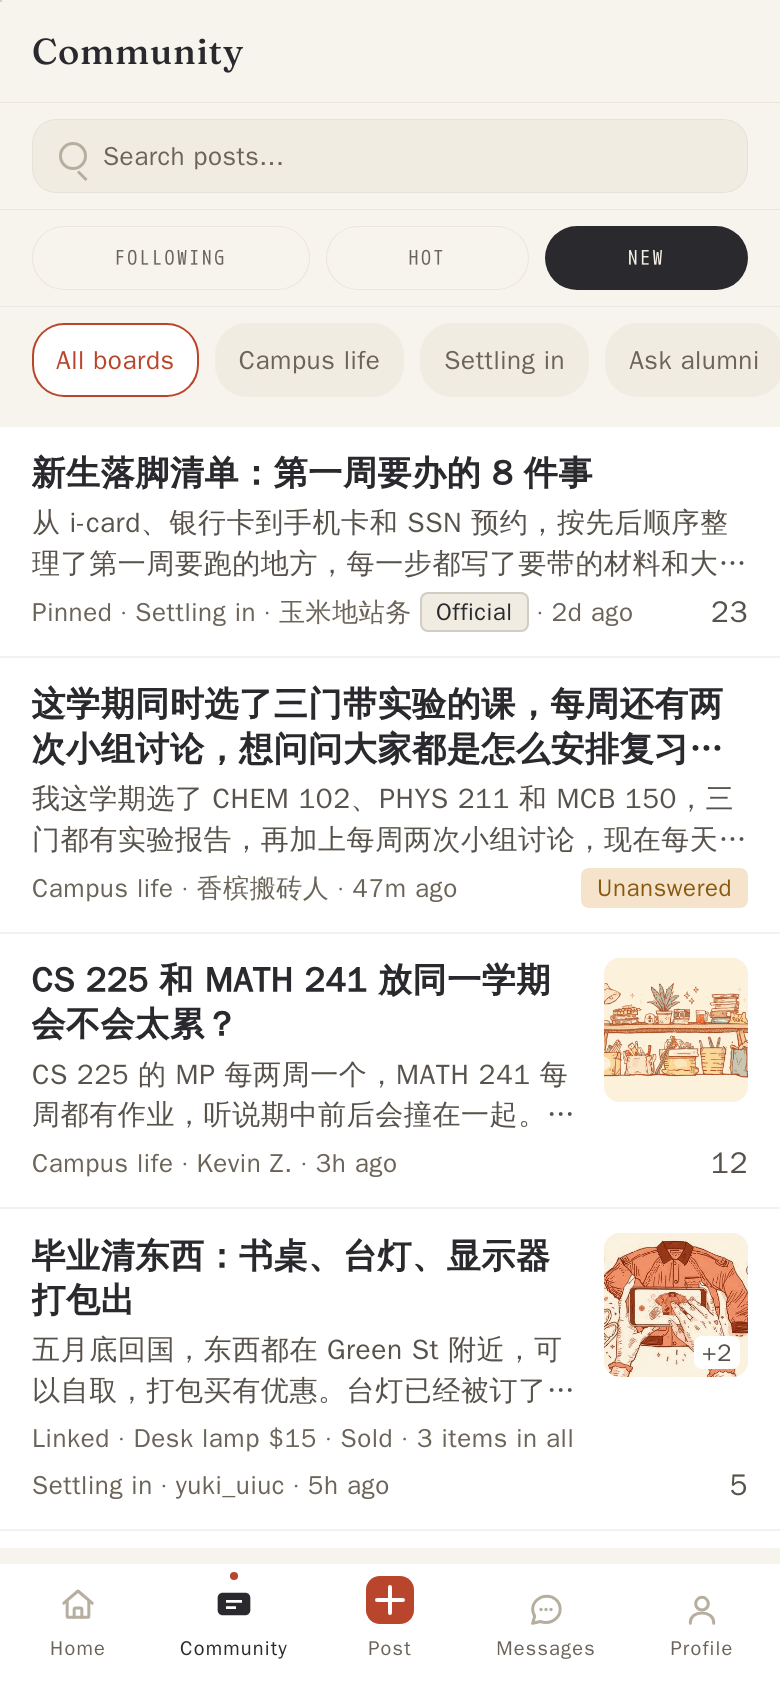 Community
Search posts...
FOLLOWING
HOT
NEW
All boards
Campus life
Settling in
Ask alumni
新生落脚清单：第一周要办的 8 件事
从 i-card、银行卡到手机卡和 SSN 预约，按先后顺序整
理了第一周要跑的地方，每一步都写了要带的材料和大…
Pinned · Settling in · 玉米地站务 Official · 2d ago 23
这学期同时选了三门带实验的课，每周还有两
次小组讨论，想问问大家都是怎么安排复习…
我这学期选了 CHEM 102、PHYS 211 和 MCB 150，三
门都有实验报告，再加上每周两次小组讨论，现在每天…
Campus life · 香槟搬砖人 · 47m ago Unanswered
CS 225 和 MATH 241 放同一学期
会不会太累？
CS 225 的 MP 每两周一个，MATH 241 每
周都有作业，听说期中前后会撞在一起。…
Campus life · Kevin Z. · 3h ago 12
毕业清东西：书桌、台灯、显示器
打包出
五月底回国，东西都在 Green St 附近，可
以自取，打包买有优惠。台灯已经被订了…
+2
Linked · Desk lamp $15 · Sold · 3 items in all
Settling in · yuki_uiuc · 5h ago 5
Home
Community
Post
Messages
Profile